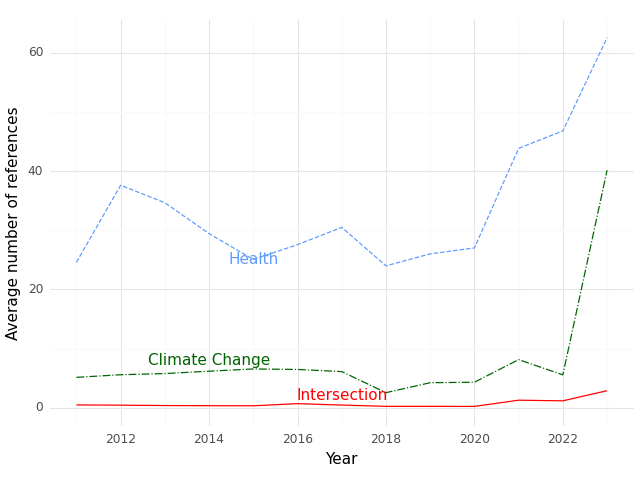 60
40
20
0
Average number of references
Health
Climate Change
Intersection
2012 2014 2016 2018 2020 2022
Year